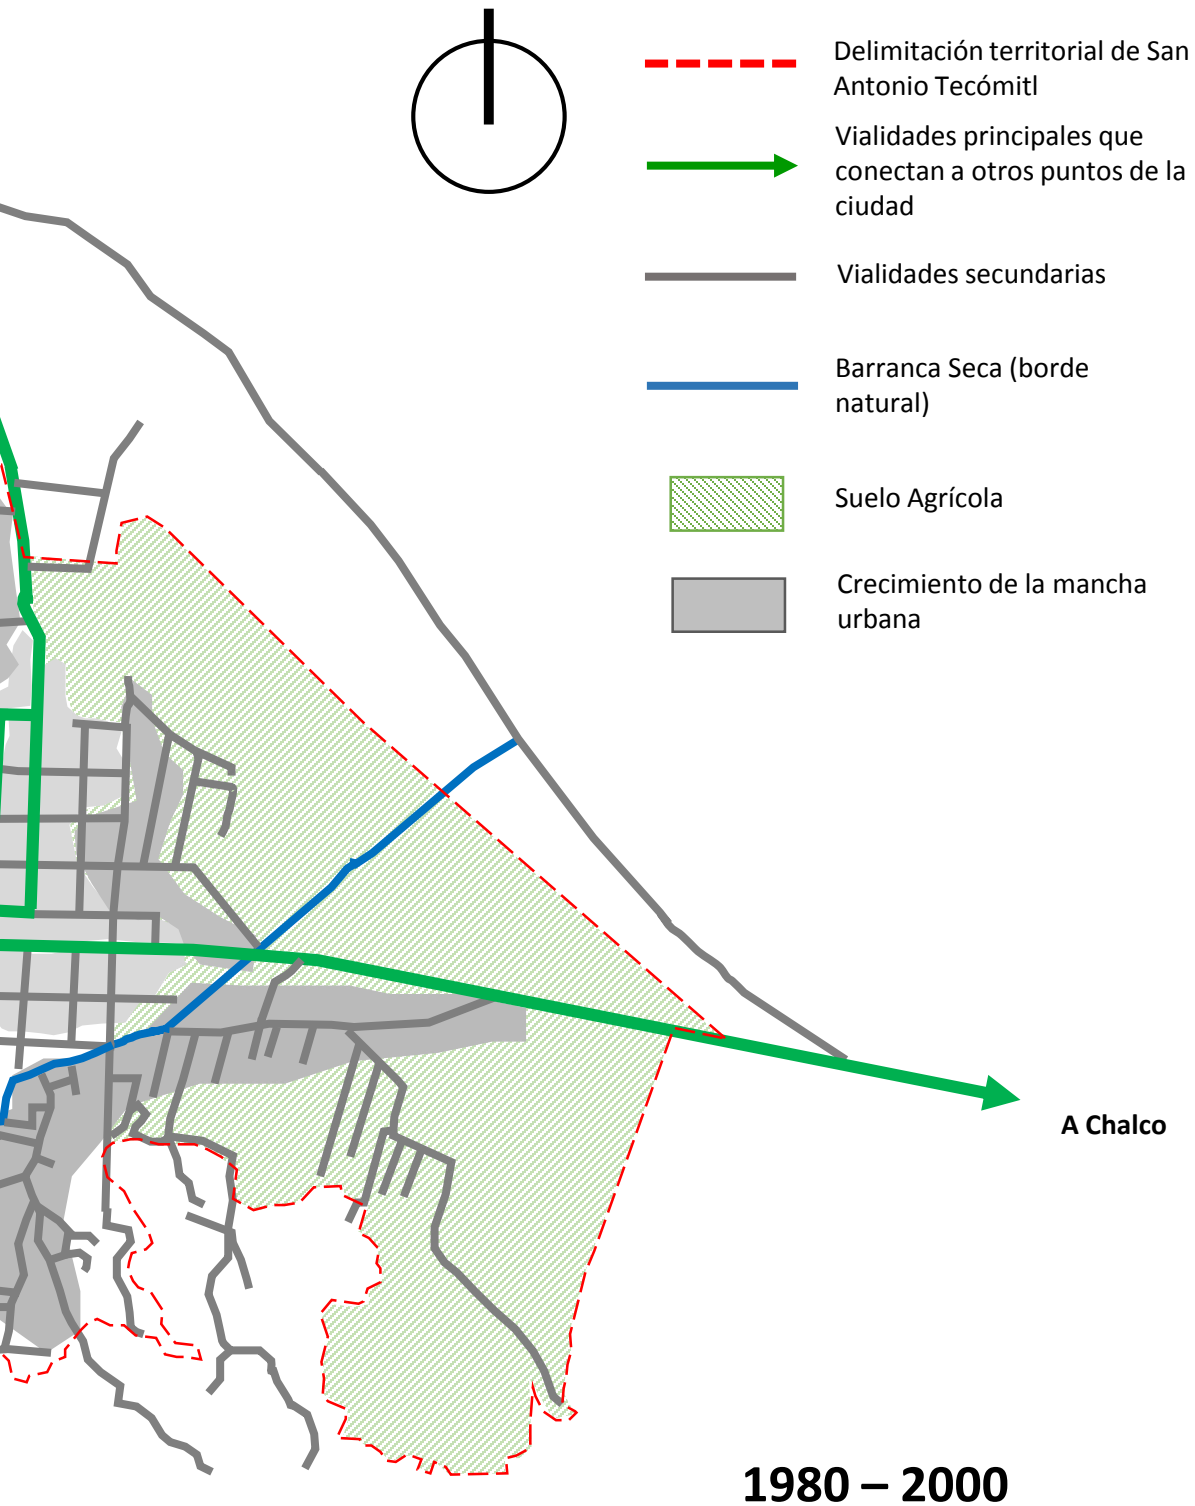 Delimitación territorial de San
Antonio Tecómitl
Vialidades principales que
conectan a otros puntos de la
ciudad
Vialidades secundarias
Barranca Seca (borde
natural)
Suelo Agrícola
Crecimiento de la mancha
urbana
A Chalco
1980 – 2000